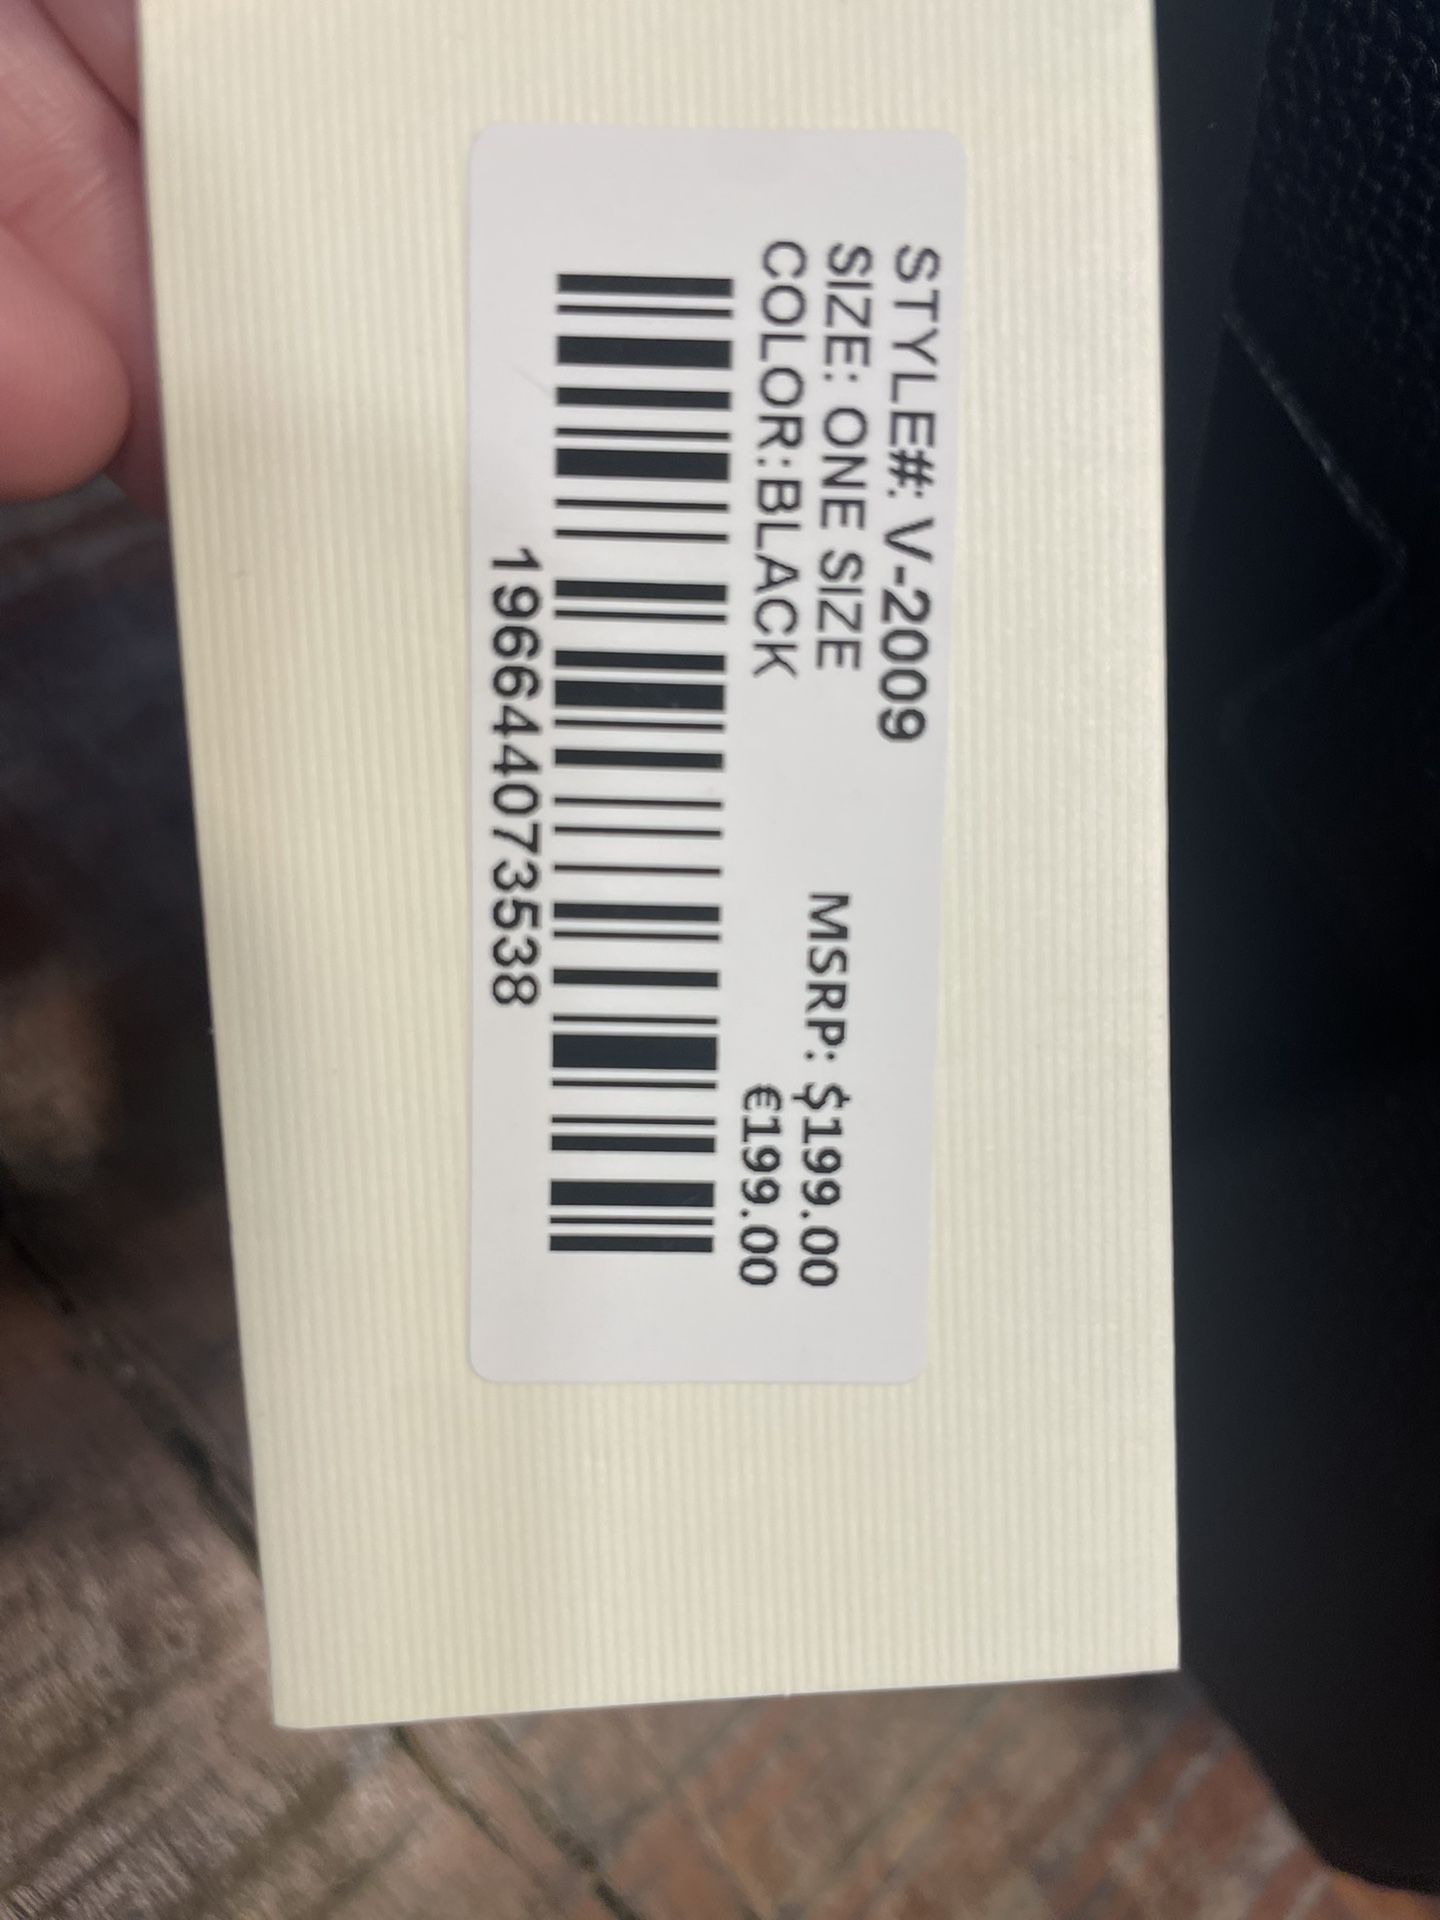 STYLE#: V-2009
SIZE: ONE SIZE
COLOR:BLACK
MSRP: $199.00
€199.00
196644073538